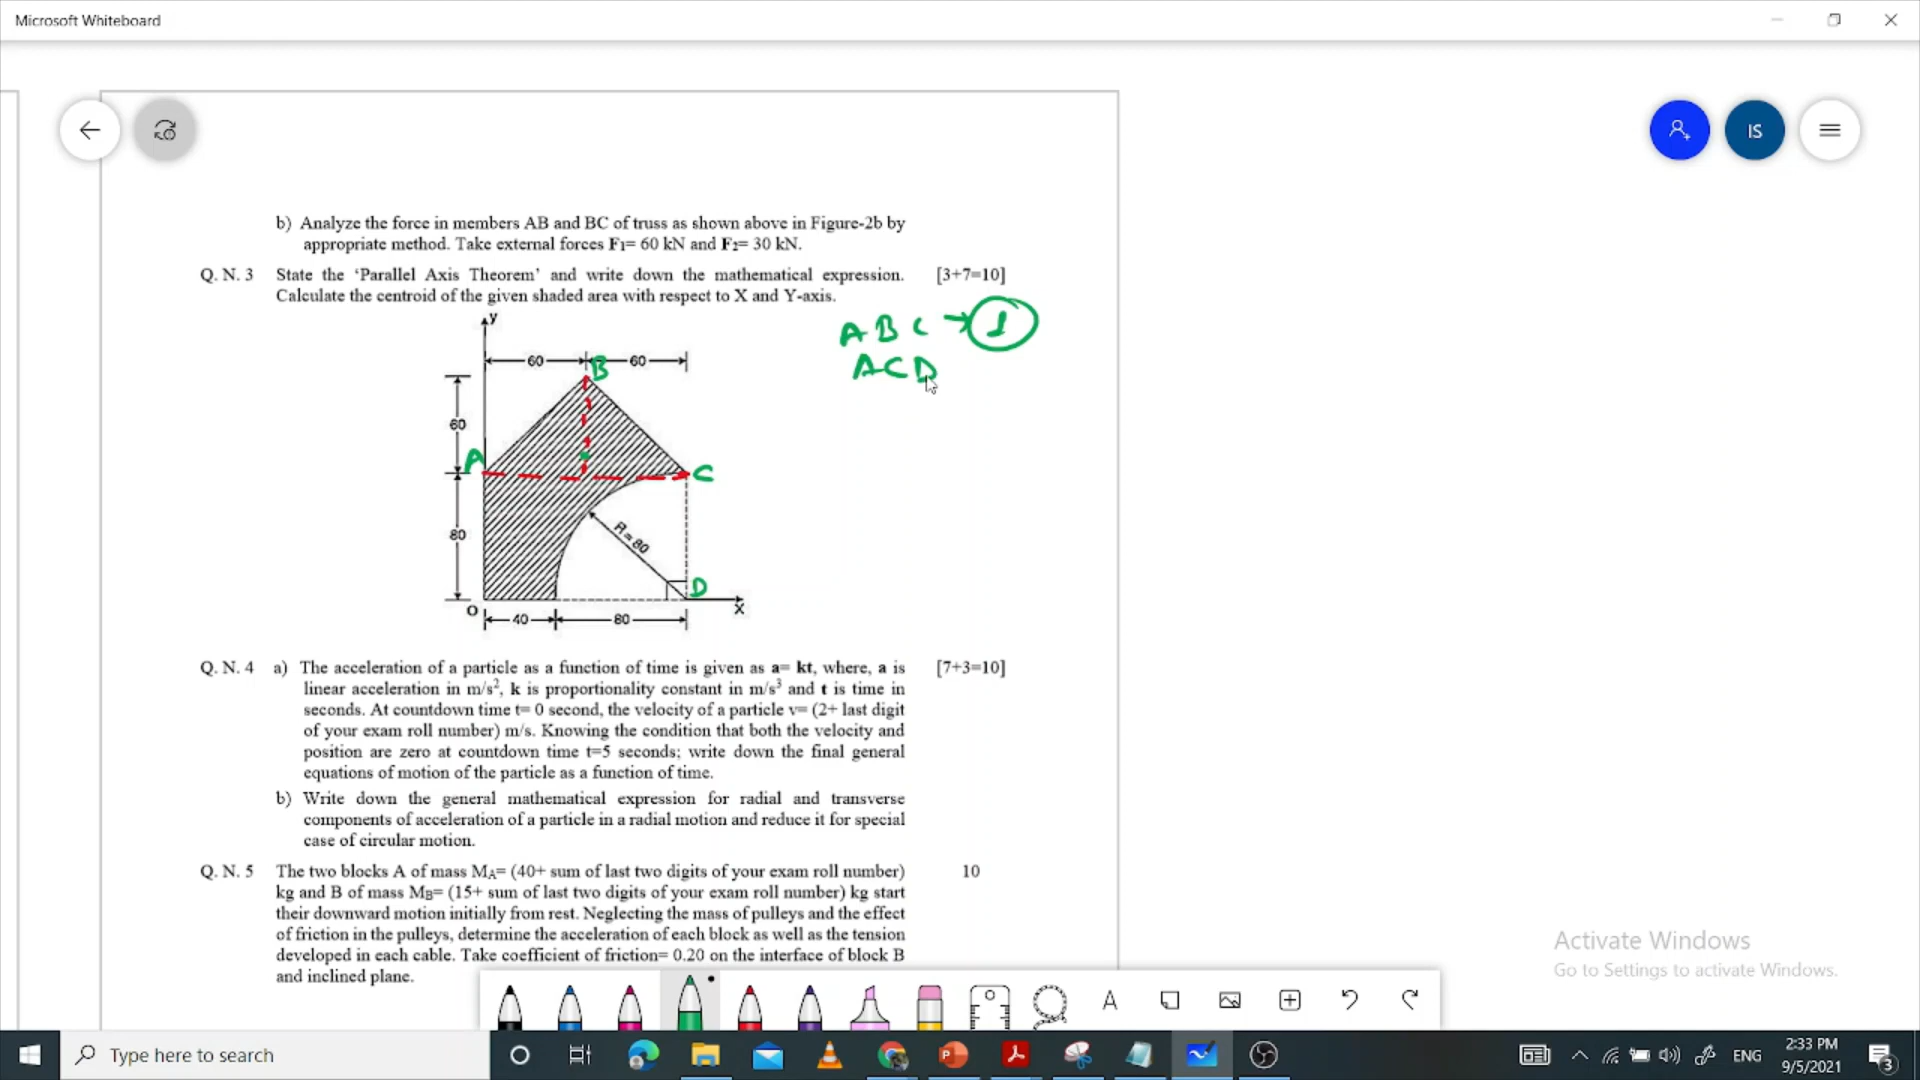 Microsoft Whiteboard
IS
b) Analyze the force in members AB and BC of truss as shown above in Figure-2b by
appropriate method. Take external forces F1= 60 kN and F2= 30 kN.
Q. N. 3 State the ‘Parallel Axis Theorem’ and write down the mathematical expression. [3+7=10]
Calculate the centroid of the given shaded area with respect to X and Y-axis.
A B C → 1
A C D
y
60 60
B
60
A
C
80
R = 80
D
O
X
40 80
Q. N. 4 a) The acceleration of a particle as a function of time is given as a= kt, where, a is [7+3=10]
linear acceleration in m/s², k is proportionality constant in m/s³ and t is time in
seconds. At countdown time t= 0 second, the velocity of a particle v= (2+ last digit
of your exam roll number) m/s. Knowing the condition that both the velocity and
position are zero at countdown time t=5 seconds; write down the final general
equations of motion of the particle as a function of time.
b) Write down the general mathematical expression for radial and transverse
components of acceleration of a particle in a radial motion and reduce it for special
case of circular motion.
Q. N. 5 The two blocks A of mass MA= (40+ sum of last two digits of your exam roll number) 10
kg and B of mass MB= (15+ sum of last two digits of your exam roll number) kg start
their downward motion initially from rest. Neglecting the mass of pulleys and the effect
of friction in the pulleys, determine the acceleration of each block as well as the tension
developed in each cable. Take coefficient of friction= 0.20 on the interface of block B
and inclined plane.
Activate Windows
Go to Settings to activate Windows.
Type here to search
ENG
2:33 PM
9/5/2021
3